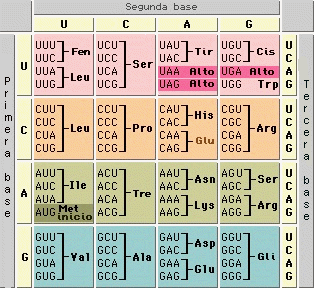 Segunda base
U C A G
Primera base
Tercera base
U
UUU UCU UAU UGU U
Fen Tir Cis
UUC UCC UAC UGC C
Ser
UUA UCA UAA Alto UGA Alto A
Leu
UUG UCG UAG Alto UGG Trp G
C
CUU CCU CAU CGU U
His
CUC CCC CAC CGC C
Leu Pro Arg
CUA CCA CAA CGA A
Glu
CUG CCG CAG CGG G
A
AUU ACU AAU AGU U
Ile Asn Ser
AUC ACC AAC AGC C
Tre
AUA ACA AAA AGA A
Lys Arg
AUG Met inicio ACG AAG AGG G
G
GUU GCU GAU GGU U
Asp
GUC GCC GAC GGC C
Val Ala Gli
GUA GCA GAA GGA A
Glu
GUG GCG GAG GGG G